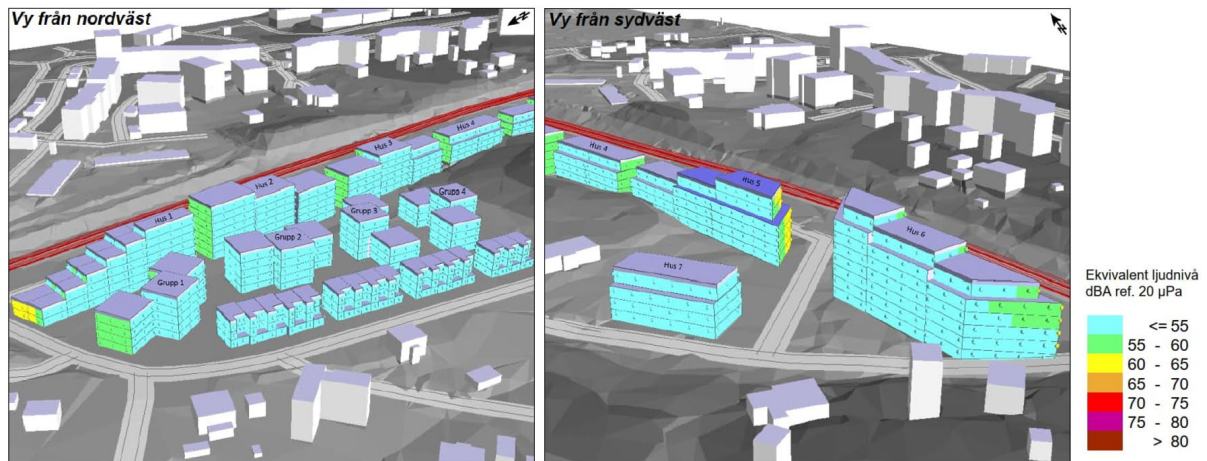 Vy från nordväst
N
Hus 4
Hus 3
Hus 2
Hus 1
Grupp 4
Grupp 3
Grupp 2
Grupp 1
Vy från sydväst
N
Hus 4
Hus 5
Hus 6
Hus 7
Ekvivalent ljudnivå
dBA ref. 20 µPa
<= 55
55 - 60
60 - 65
65 - 70
70 - 75
75 - 80
> 80